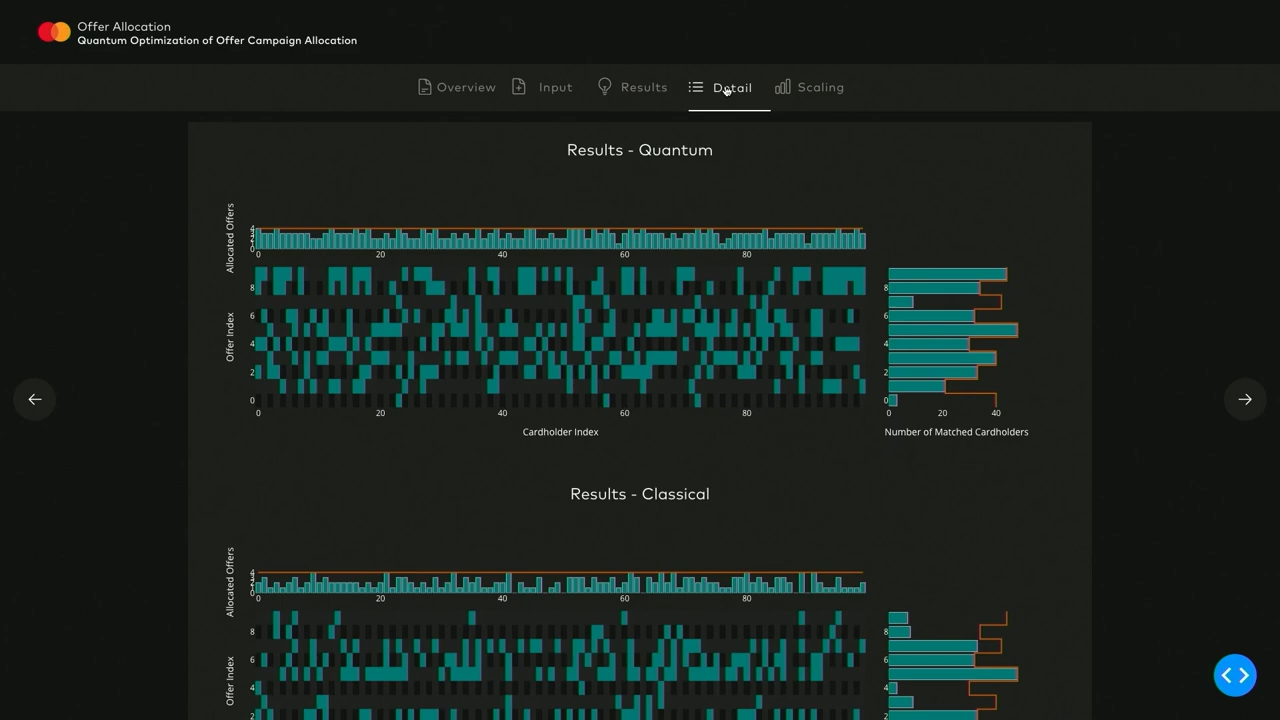 Offer Allocation
Quantum Optimization of Offer Campaign Allocation
Overview Input Results Detail Scaling
Results - Quantum
Allocated Offers
4
2
0
0 20 40 60 80
Offer Index
8
6
4
2
0
0 20 40 60 80
Cardholder Index
8
6
4
2
0
0 20 40
Number of Matched Cardholders
Results - Classical
Allocated Offers
4
2
0
0 20 40 60 80
Offer Index
8
6
4
2
8
6
4
2